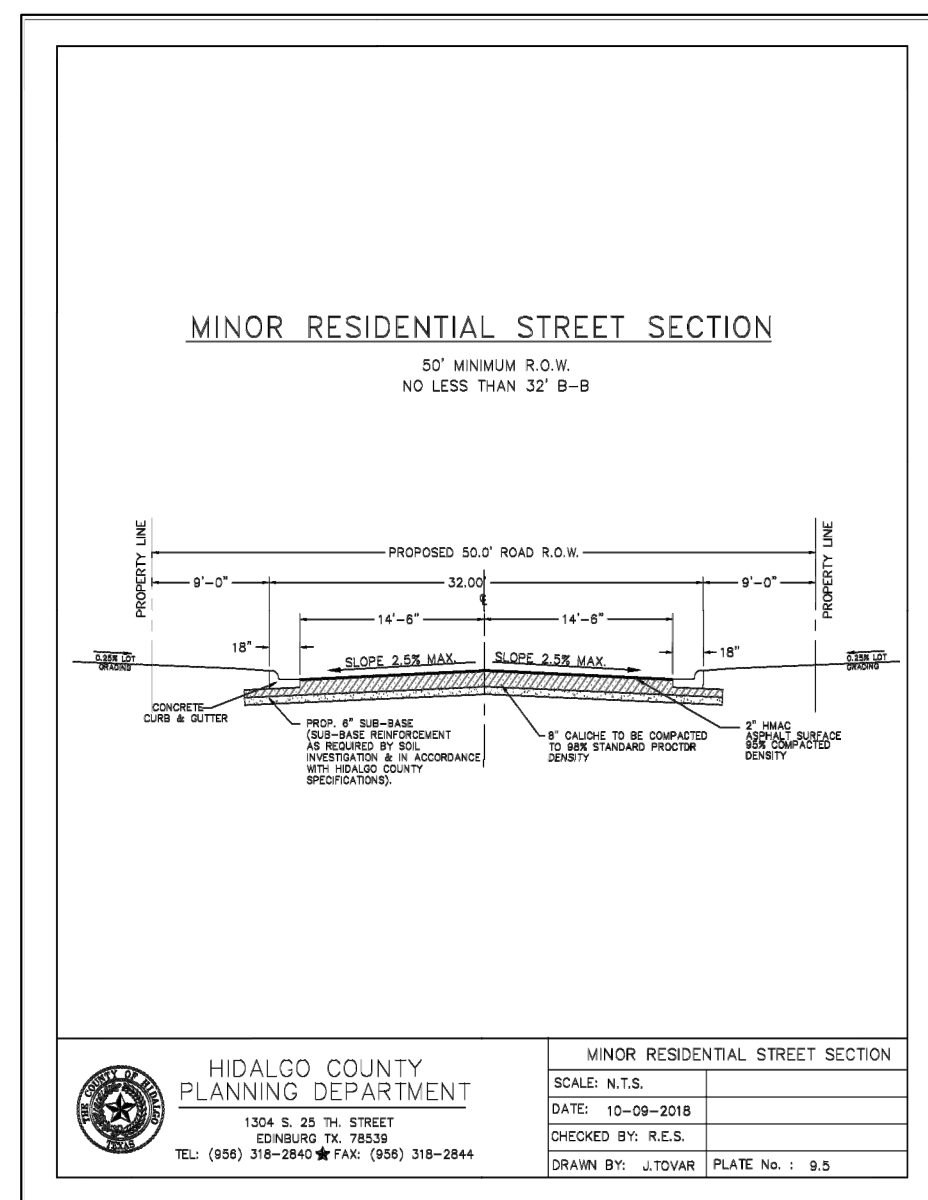 MINOR RESIDENTIAL STREET SECTION
50' MINIMUM R.O.W.
NO LESS THAN 32' B-B
PROPERTY LINE
PROPERTY LINE
PROPOSED 50.0' ROAD R.O.W.
9'-0"
32.00'
9'-0"
℄
14'-6"
14'-6"
18"
18"
0.25% LOT
GRADING
SLOPE 2.5% MAX.
SLOPE 2.5% MAX.
0.25% LOT
GRADING
CONCRETE
CURB & GUTTER
PROP. 6" SUB-BASE
(SUB-BASE REINFORCEMENT
AS REQUIRED BY SOIL
INVESTIGATION & IN ACCORDANCE
WITH HIDALGO COUNTY
SPECIFICATIONS).
8" CALICHE TO BE COMPACTED
TO 98% STANDARD PROCTOR
DENSITY
2" HMAC
ASPHALT SURFACE
95% COMPACTED
DENSITY
THE COUNTY OF HIDALGO
TEXAS
HIDALGO COUNTY
PLANNING DEPARTMENT
1304 S. 25 TH. STREET
EDINBURG TX. 78539
TEL: (956) 318-2840 ★ FAX: (956) 318-2844
MINOR RESIDENTIAL STREET SECTION
SCALE: N.T.S.
DATE: 10-09-2018
CHECKED BY: R.E.S.
DRAWN BY: J.TOVAR
PLATE No. : 9.5